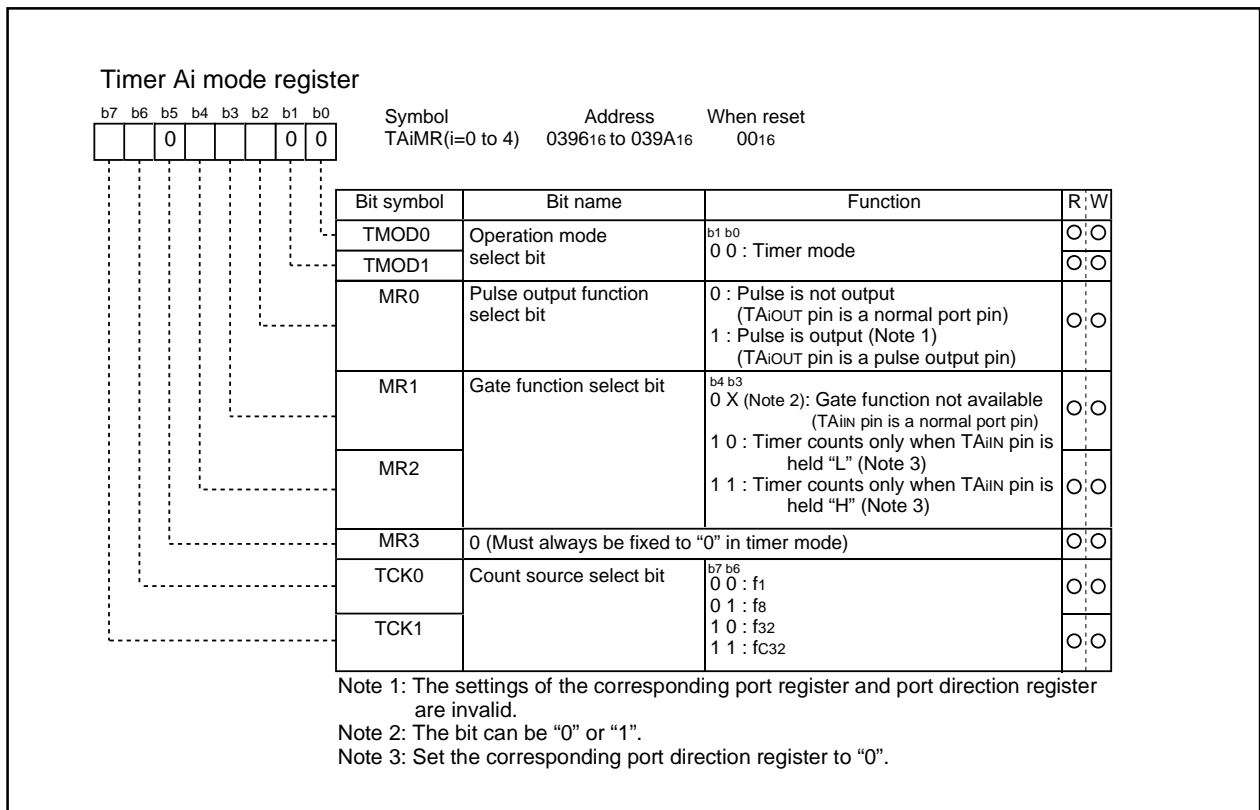 Timer Ai mode register
b7 b6 b5 b4 b3 b2 b1 b0
0 0 0
Symbol Address When reset
TAiMR(i=0 to 4) 039616 to 039A16 0016
Bit symbol Bit name Function R W
TMOD0 Operation mode select bit b1 b0
0 0 : Timer mode
TMOD1
MR0 Pulse output function select bit
0 : Pulse is not output
(TAiOUT pin is a normal port pin)
1 : Pulse is output (Note 1)
(TAiOUT pin is a pulse output pin)
MR1 Gate function select bit
b4 b3
0 X (Note 2): Gate function not available
(TAiIN pin is a normal port pin)
1 0 : Timer counts only when TAiIN pin is
held “L” (Note 3)
MR2
1 1 : Timer counts only when TAiIN pin is
held “H” (Note 3)
MR3 0 (Must always be fixed to “0” in timer mode)
TCK0 Count source select bit
b7 b6
0 0 : f1
0 1 : f8
TCK1
1 0 : f32
1 1 : fC32
Note 1: The settings of the corresponding port register and port direction register
are invalid.
Note 2: The bit can be “0” or “1”.
Note 3: Set the corresponding port direction register to “0”.